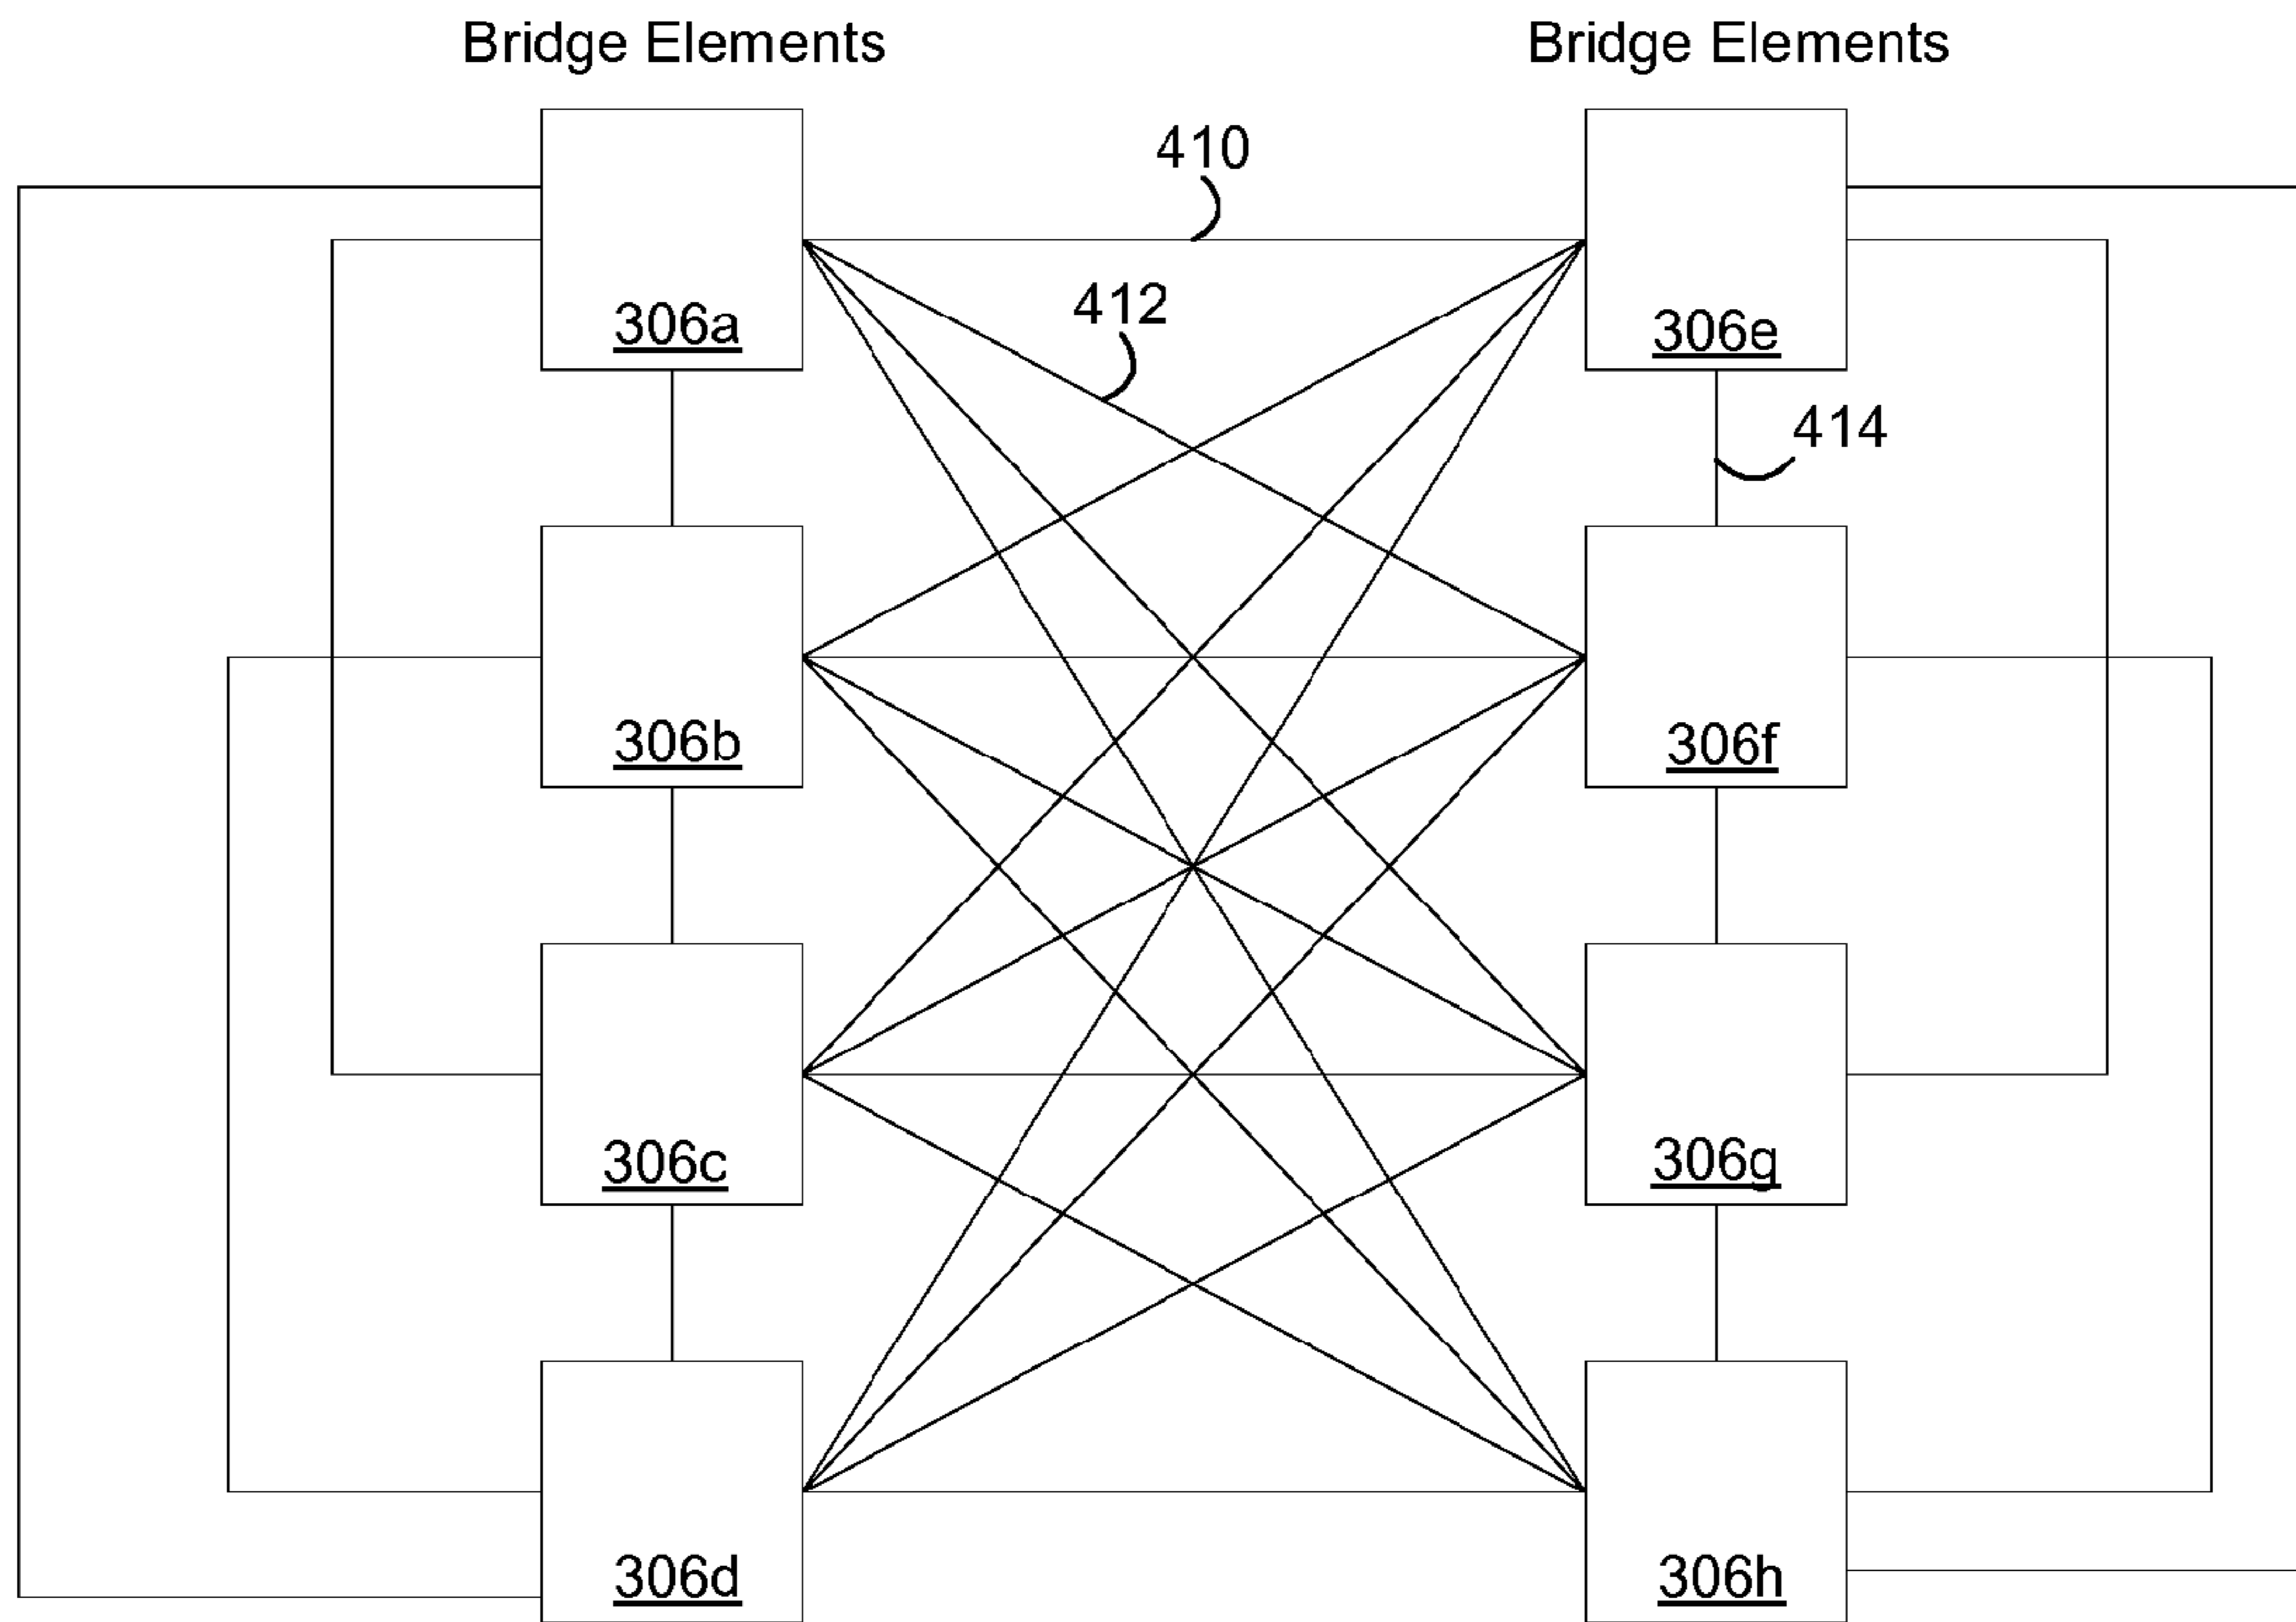 Bridge Elements
Bridge Elements
410
412
306a
306e
414
306b
306f
306c
306g
306d
306h